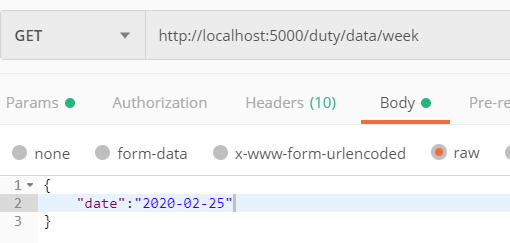 GET http://localhost:5000/duty/data/week
Params Authorization Headers (10) Body Pre-re
none form-data x-www-form-urlencoded raw
1 {
2 "date":"2020-02-25"
3 }